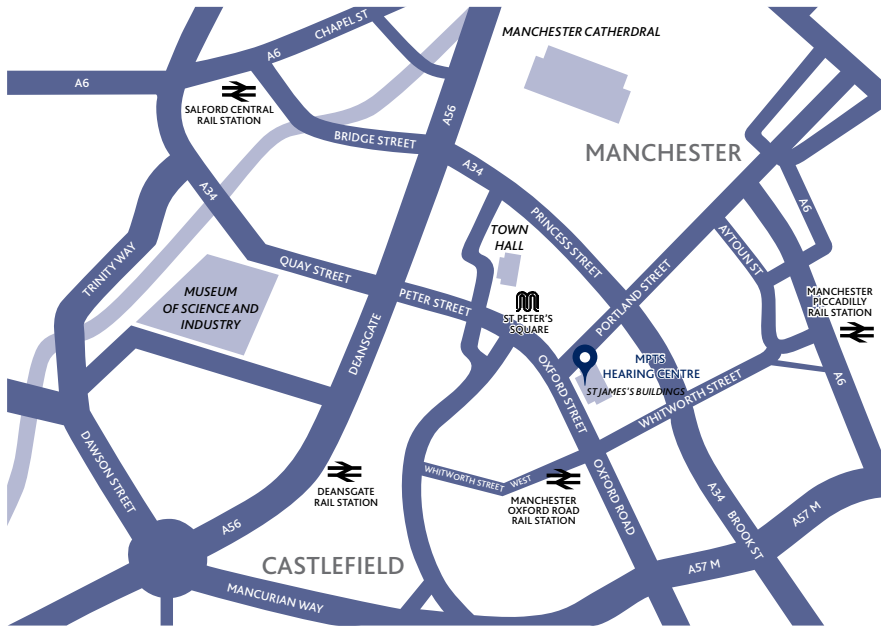 CHAPEL ST
A6
MANCHESTER CATHERDRAL
A6
SALFORD CENTRAL
RAIL STATION
A56
BRIDGE STREET
MANCHESTER
A34
A34
A6
PRINCESS STREET
TOWN
HALL
AYTOUN ST
TRINITY WAY
QUAY STREET
MUSEUM
OF SCIENCE AND
INDUSTRY
PETER STREET
ST PETER'S
SQUARE
PORTLAND STREET
MANCHESTER
PICCADILLY
RAIL STATION
DEANSGATE
OXFORD STREET
MPTS
HEARING CENTRE
ST JAMES'S BUILDINGS
WHITWORTH STREET
A6
DAWSON STREET
DEANSGATE
RAIL STATION
WHITWORTH STREET WEST
MANCHESTER
OXFORD ROAD
RAIL STATION
OXFORD ROAD
A34
BROOK ST
A57 M
A56
CASTLEFIELD
A57 M
MANCURIAN WAY